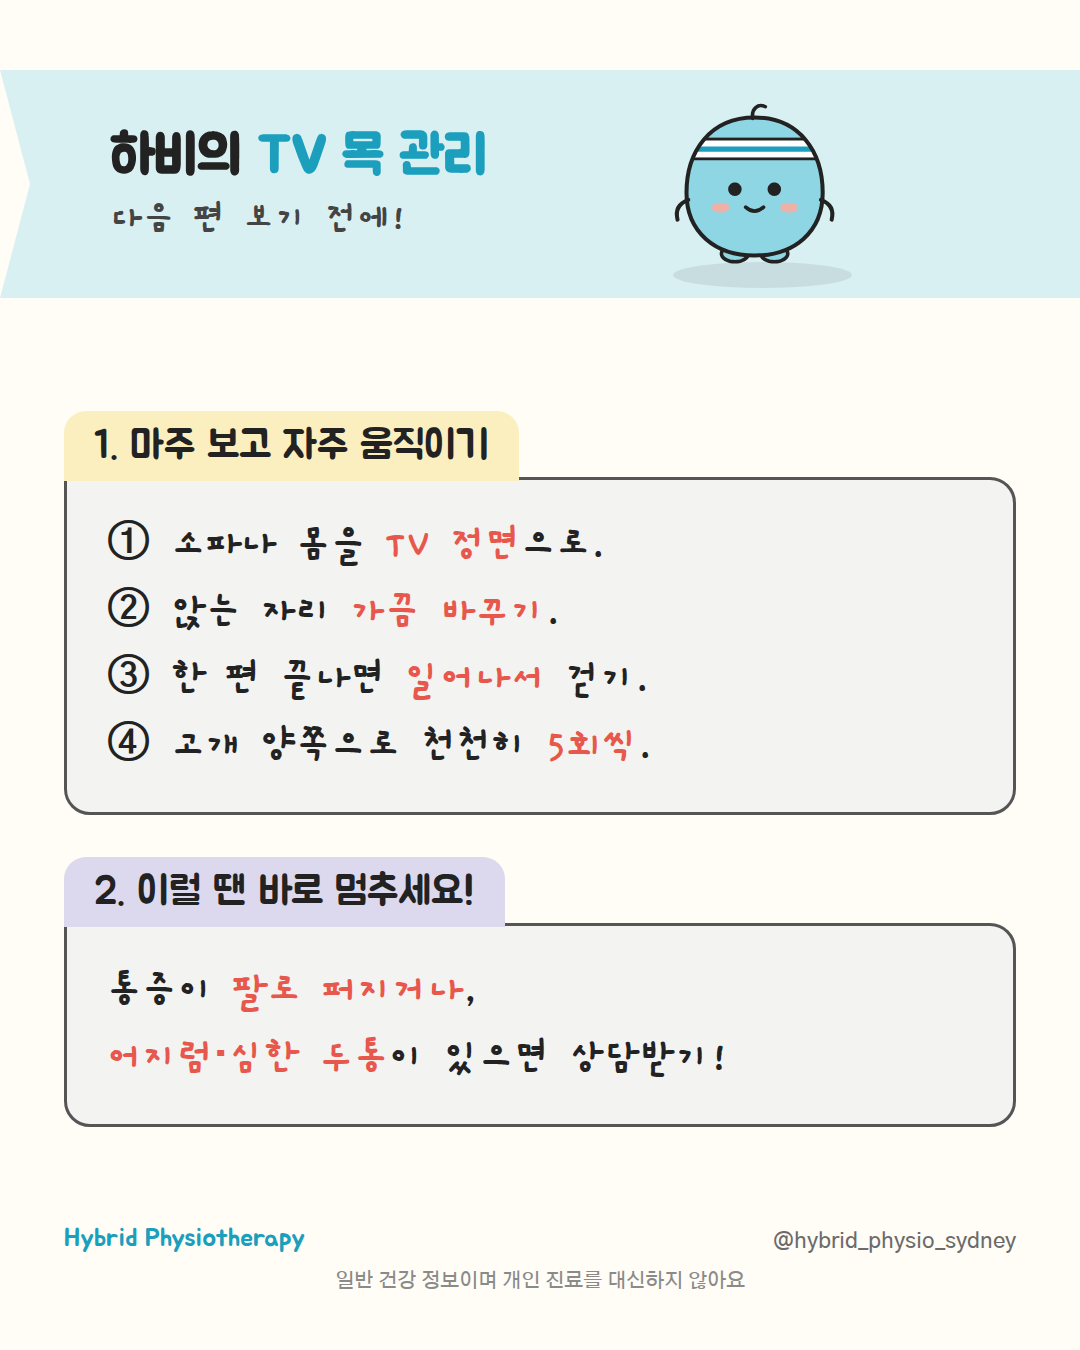 하비의 TV 목 관리
다음 편 보기 전에!
1. 마주 보고 자주 움직이기
① 소파나 몸을 TV 정면으로.
② 앉는 자리 가끔 바꾸기.
③ 한 편 끝나면 일어나서 걷기.
④ 고개 양쪽으로 천천히 5회씩.
2. 이럴 땐 바로 멈추세요!
통증이 팔로 퍼지거나,
어지럼·심한 두통이 있으면 상담받기!
Hybrid Physiotherapy
@hybrid_physio_sydney
일반 건강 정보이며 개인 진료를 대신하지 않아요